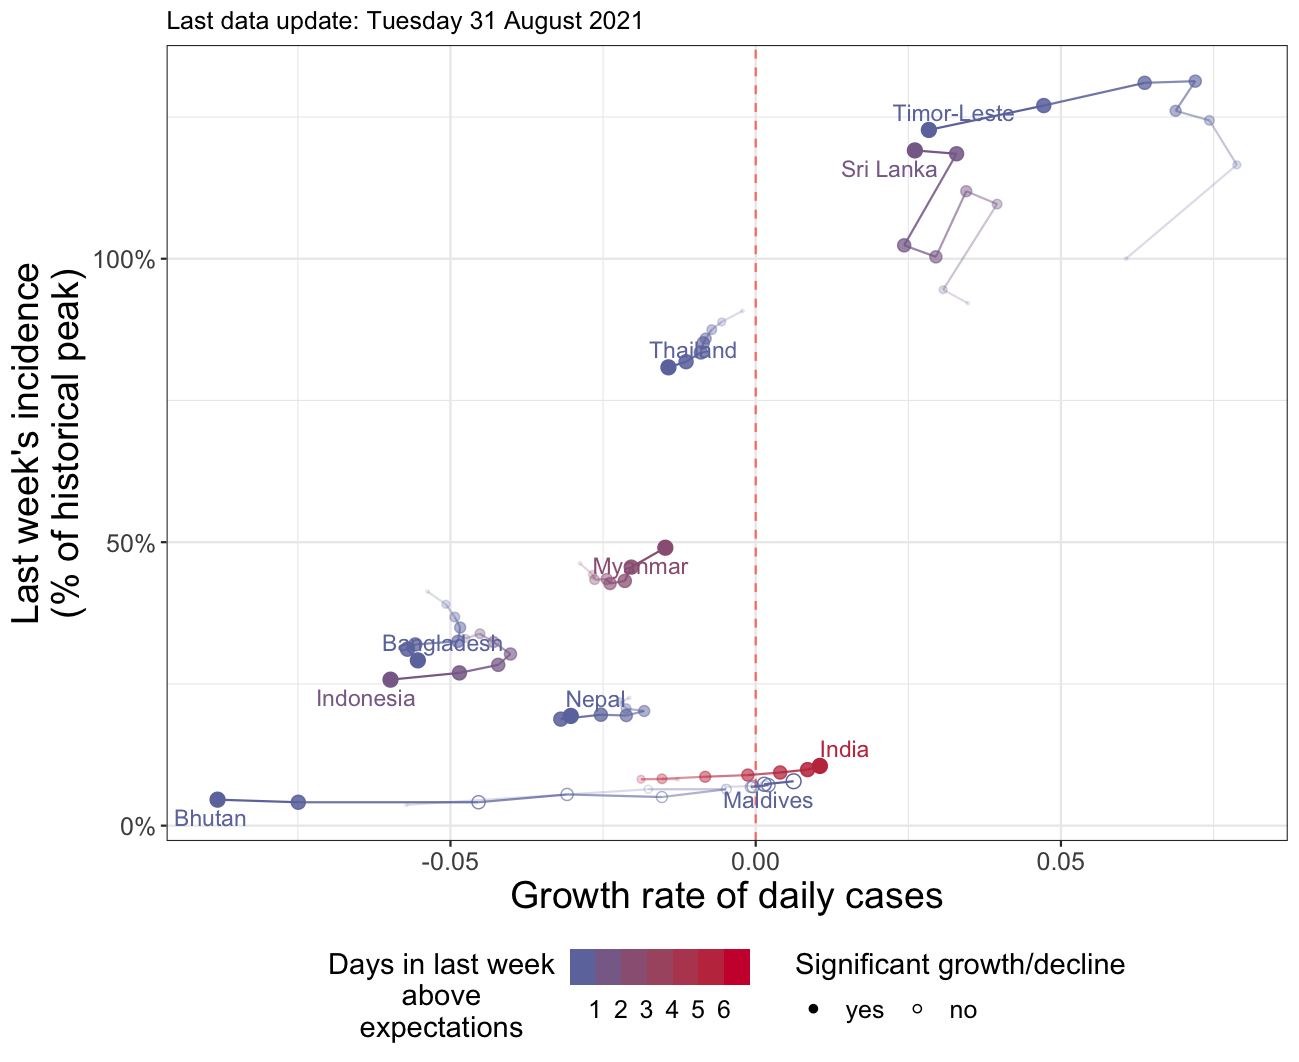 Last data update: Tuesday 31 August 2021
Last week's incidence
(% of historical peak)
100%
50%
0%
Timor-Leste
Sri Lanka
Thailand
Myanmar
Bangladesh
Indonesia
Nepal
India
Maldives
Bhutan
-0.05 0.00 0.05
Growth rate of daily cases
Days in last week
above
expectations
1 2 3 4 5 6
Significant growth/decline
yes no